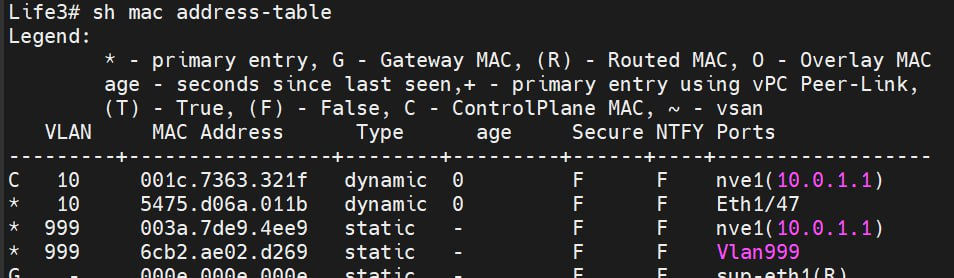 Life3# sh mac address-table
Legend:
* - primary entry, G - Gateway MAC, (R) - Routed MAC, O - Overlay MAC
age - seconds since last seen,+ - primary entry using vPC Peer-Link,
(T) - True, (F) - False, C - ControlPlane MAC, ~ - vsan
VLAN MAC Address Type age Secure NTFY Ports
---------+-----------------+--------+---------+------+----+------------------
C 10 001c.7363.321f dynamic 0 F F nve1(10.0.1.1)
* 10 5475.d06a.011b dynamic 0 F F Eth1/47
* 999 003a.7de9.4ee9 static - F F nve1(10.0.1.1)
* 999 6cb2.ae02.d269 static - F F Vlan999
G - 000e.000e.000e static - F F sup-eth1(R)